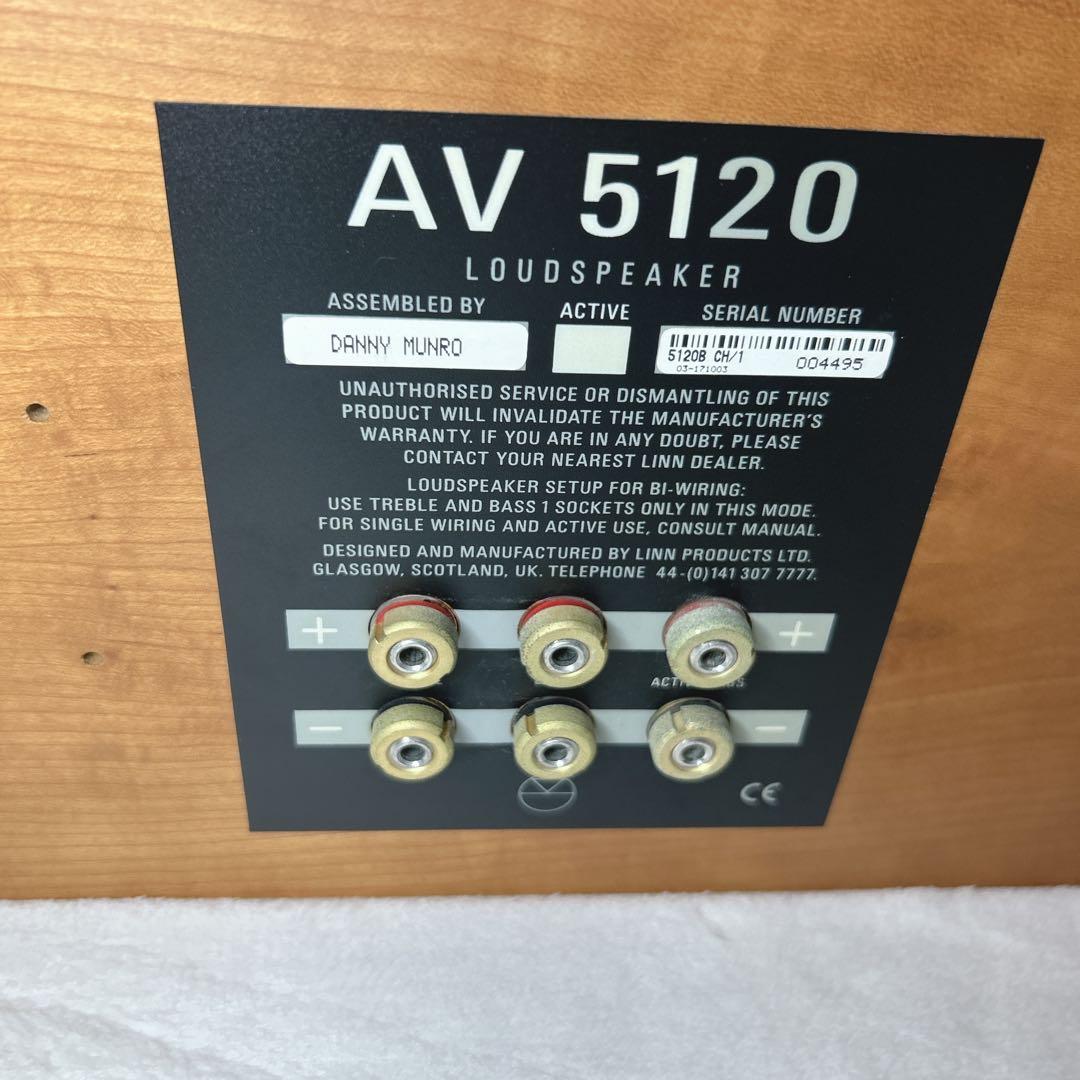 AV 5120
LOUDSPEAKER
ASSEMBLED BY
DANNY MUNRO
ACTIVE
SERIAL NUMBER
5120B CH/1
03-171003
004495
UNAUTHORISED SERVICE OR DISMANTLING OF THIS
PRODUCT WILL INVALIDATE THE MANUFACTURER'S
WARRANTY. IF YOU ARE IN ANY DOUBT, PLEASE
CONTACT YOUR NEAREST LINN DEALER.
LOUDSPEAKER SETUP FOR BI-WIRING:
USE TREBLE AND BASS 1 SOCKETS ONLY IN THIS MODE.
FOR SINGLE WIRING AND ACTIVE USE, CONSULT MANUAL.
DESIGNED AND MANUFACTURED BY LINN PRODUCTS LTD.
GLASGOW, SCOTLAND, UK. TELEPHONE 44-(0)141 307 7777.
+ +
- -
CE